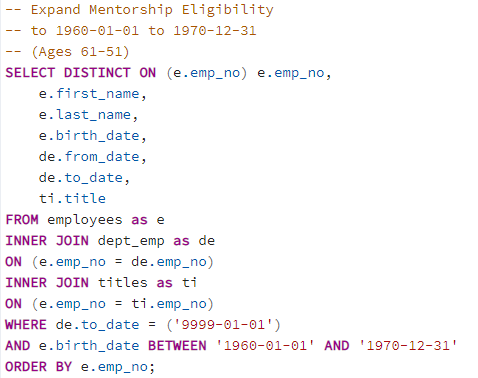 -- Expand Mentorship Eligibility
-- to 1960-01-01 to 1970-12-31
-- (Ages 61-51)
SELECT DISTINCT ON (e.emp_no) e.emp_no,
    e.first_name,
    e.last_name,
    e.birth_date,
    de.from_date,
    de.to_date,
    ti.title
FROM employees as e
INNER JOIN dept_emp as de
ON (e.emp_no = de.emp_no)
INNER JOIN titles as ti
ON (e.emp_no = ti.emp_no)
WHERE de.to_date = ('9999-01-01')
AND e.birth_date BETWEEN '1960-01-01' AND '1970-12-31'
ORDER BY e.emp_no;